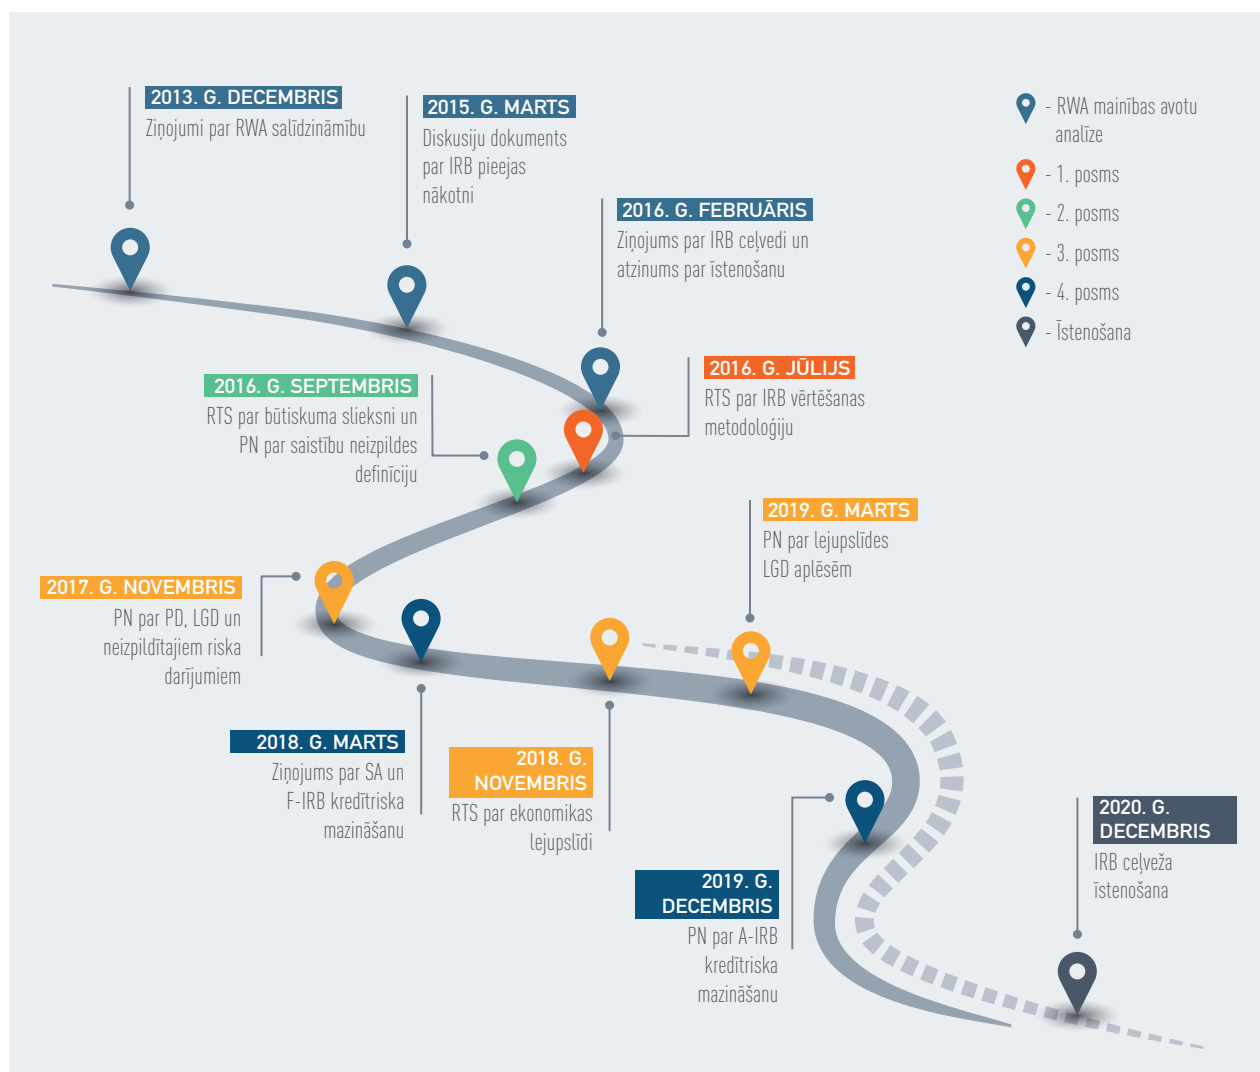 2013. G. DECEMBRIS
Ziņojumi par RWA salīdzināmību
2015. G. MARTS
Diskusiju dokuments
par IRB pieejas
nākotni
2016. G. FEBRUĀRIS
Ziņojums par IRB ceļvedi un
atzinums par īstenošanu
- RWA mainības avotu
analīze
- 1. posms
- 2. posms
- 3. posms
- 4. posms
- Īstenošana
2016. G. JŪLIJS
RTS par IRB vērtēšanas
metodoloģiju
2016. G. SEPTEMBRIS
RTS par būtiskuma slieksni un
PN par saistību neizpildes
definīciju
2017. G. NOVEMBRIS
PN par PD, LGD un
neizpildītajiem riska
darījumiem
2018. G. MARTS
Ziņojums par SA un
F-IRB kredītriska
mazināšanu
2018. G.
NOVEMBRIS
RTS par ekonomikas
lejupslīdi
2019. G. MARTS
PN par lejupslīdes
LGD aplēsēm
2019. G.
DECEMBRIS
PN par A-IRB
kredītriska
mazināšanu
2020. G.
DECEMBRIS
IRB ceļveža
īstenošana